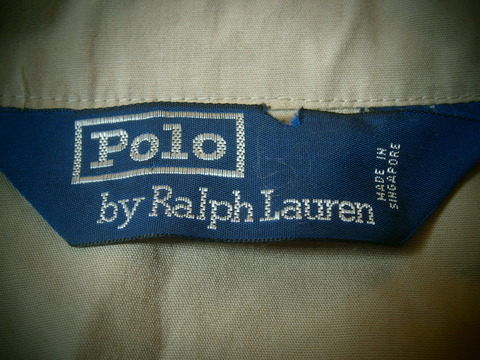 Polo
by Ralph Lauren
MADE IN
SINGAPORE